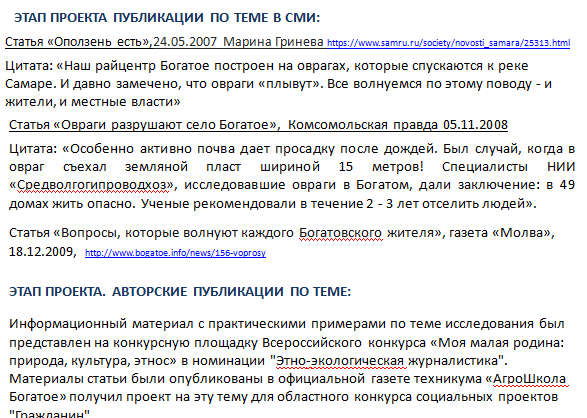 ЭТАП ПРОЕКТА ПУБЛИКАЦИИ ПО ТЕМЕ В СМИ:
Статья «Оползень есть»,24.05.2007 Марина Гринева https://www.samru.ru/society/novosti_samara/25313.html
Цитата: «Наш райцентр Богатое построен на оврагах, которые спускаются к реке
Самаре. И давно замечено, что овраги «плывут». Все волнуемся по этому поводу - и
жители, и местные власти»
Статья «Овраги разрушают село Богатое», Комсомольская правда 05.11.2008
Цитата: «Особенно активно почва дает просадку после дождей. Был случай, когда в
овраг съехал земляной пласт шириной 15 метров! Специалисты НИИ
«Средволгогипроводхоз», исследовавшие овраги в Богатом, дали заключение: в 49
домах жить опасно. Ученые рекомендовали в течение 2 - 3 лет отселить людей».
Статья «Вопросы, которые волнуют каждого Богатовского жителя», газета «Молва»,
18.12.2009, http://www.bogatoe.info/news/156-voprosy
ЭТАП ПРОЕКТА. АВТОРСКИЕ ПУБЛИКАЦИИ ПО ТЕМЕ:
Информационный материал с практическими примерами по теме исследования был
представлен на конкурсную площадку Всероссийского конкурса «Моя малая родина:
природа, культура, этнос» в номинации "Этно-экологическая журналистика".
Материалы статьи были опубликованы в официальной газете техникума «АгроШкола
Богатое» получил проект на эту тему для областного конкурса социальных проектов
"Гражданин"